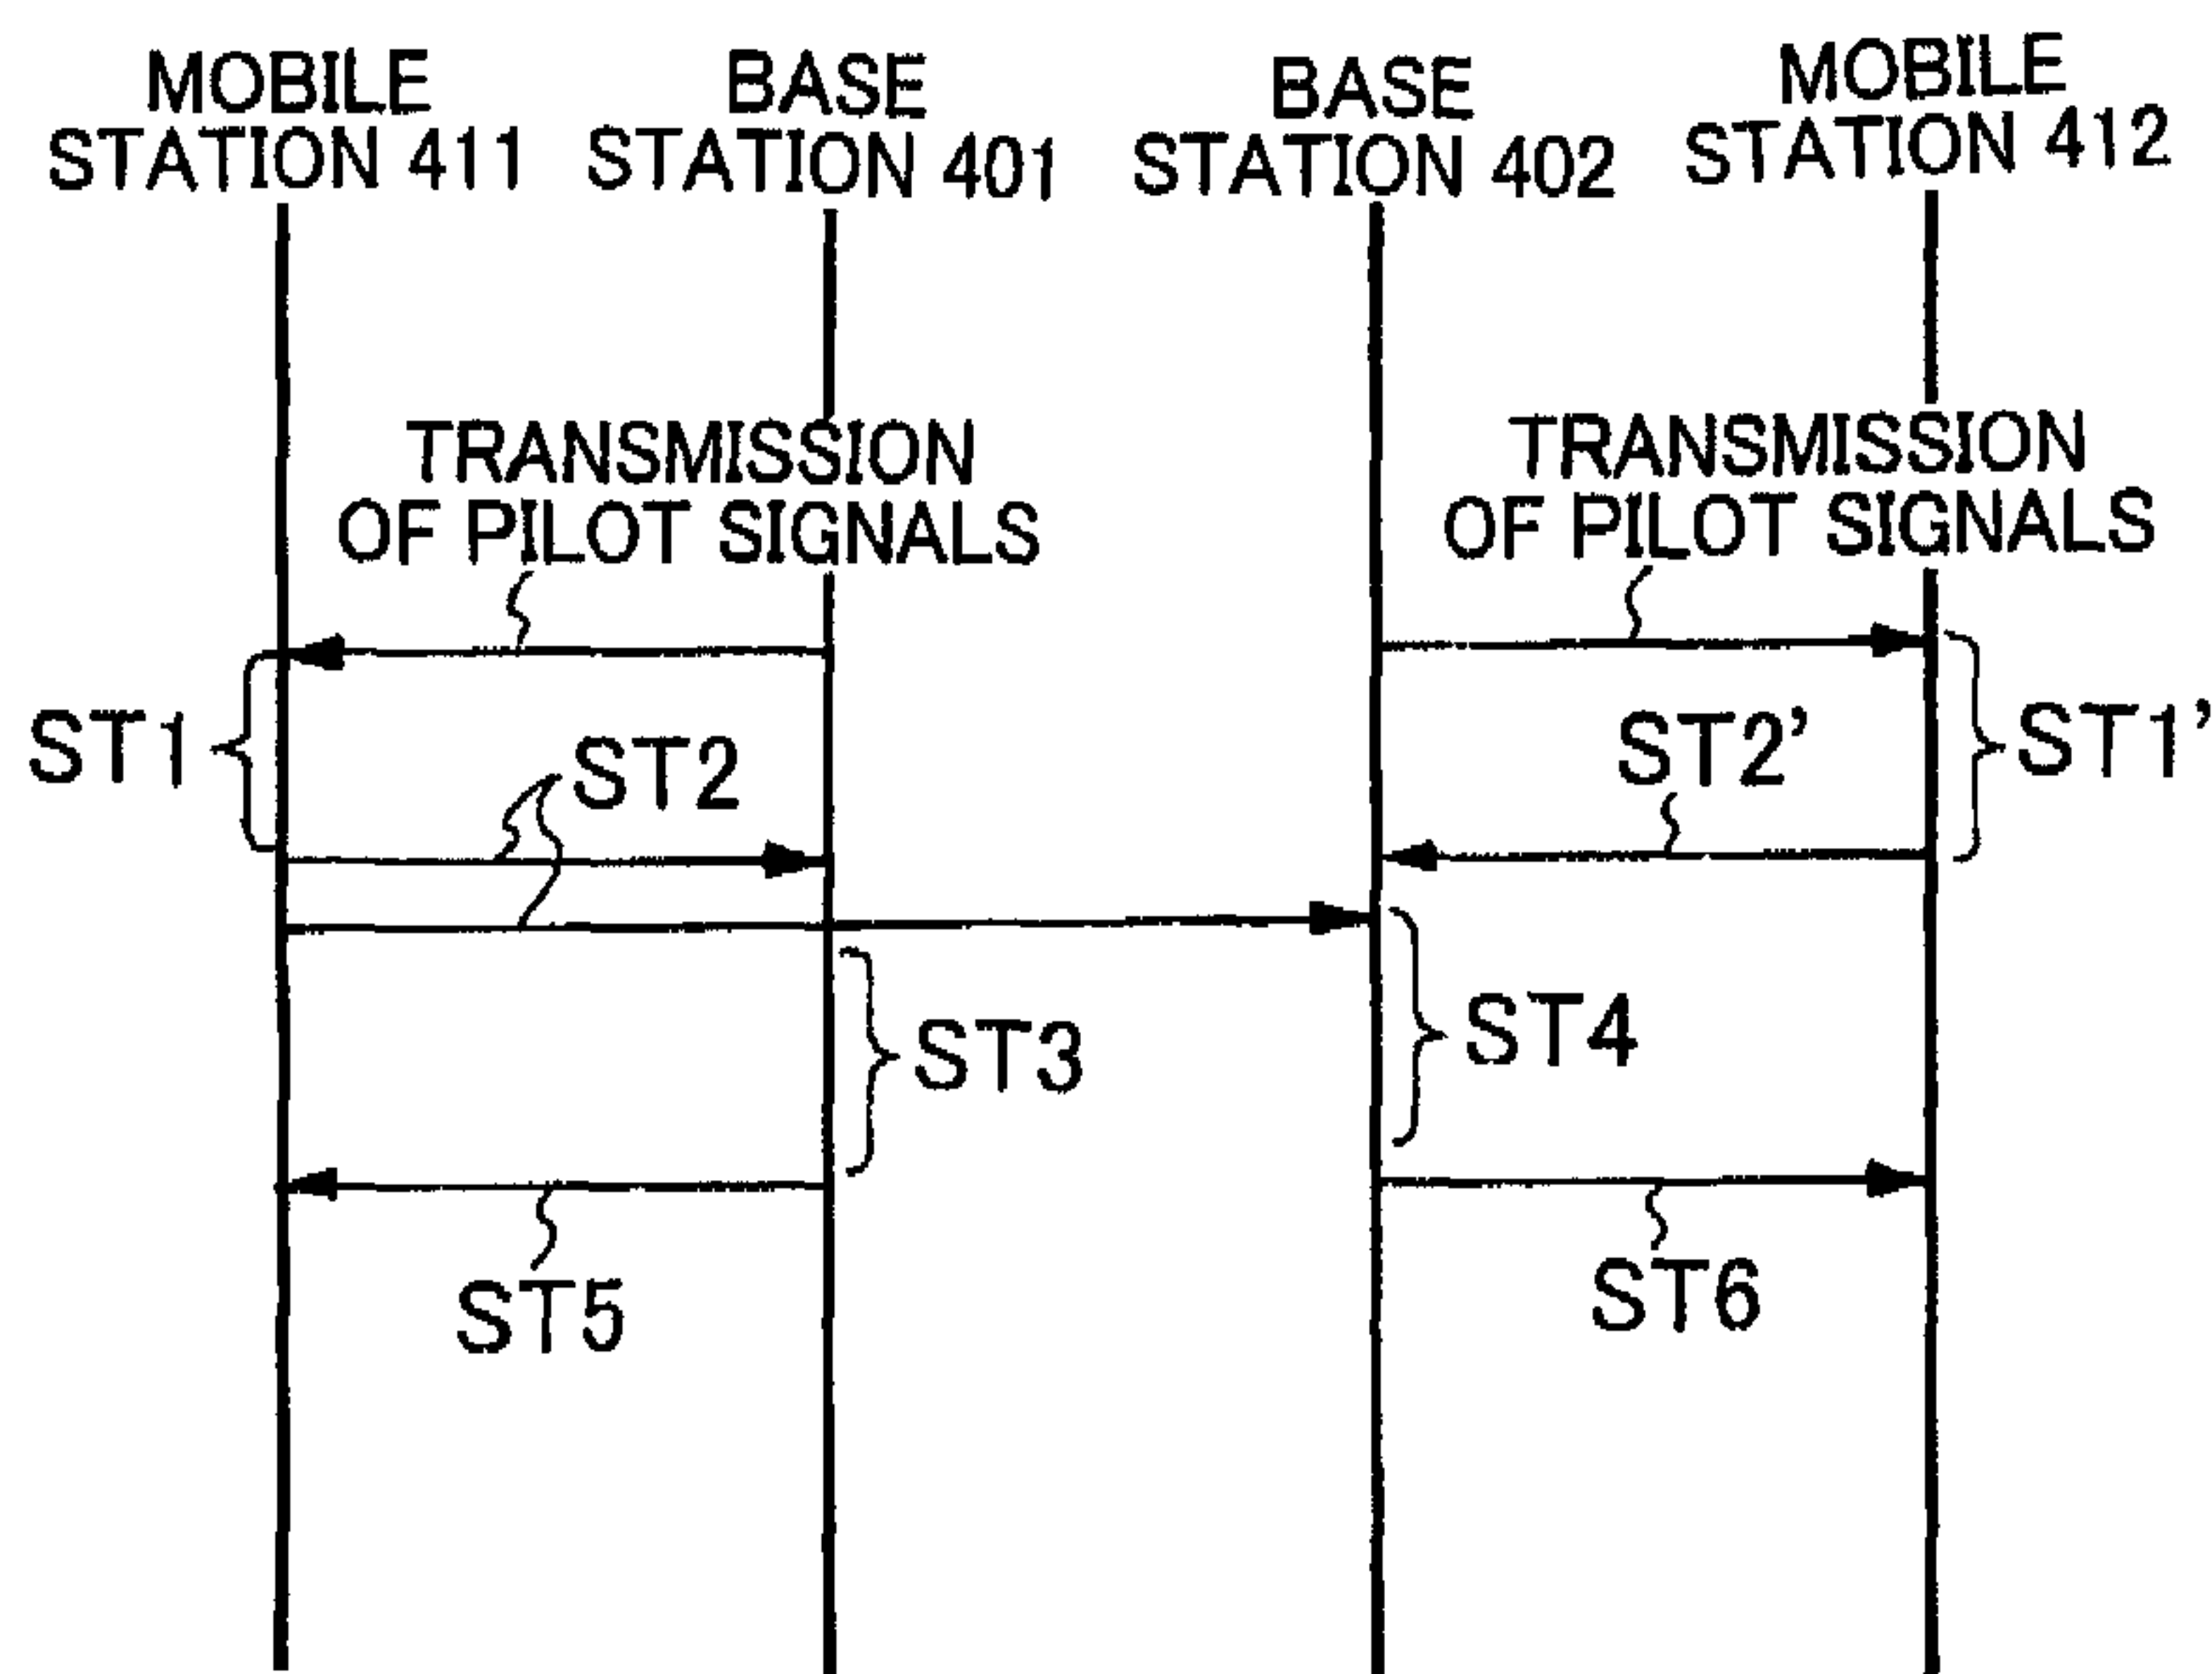 MOBILE
STATION 411
BASE
STATION 401
BASE
STATION 402
MOBILE
STATION 412
TRANSMISSION
OF PILOT SIGNALS
TRANSMISSION
OF PILOT SIGNALS
ST1
ST2
ST2'
ST1'
ST3
ST4
ST5
ST6